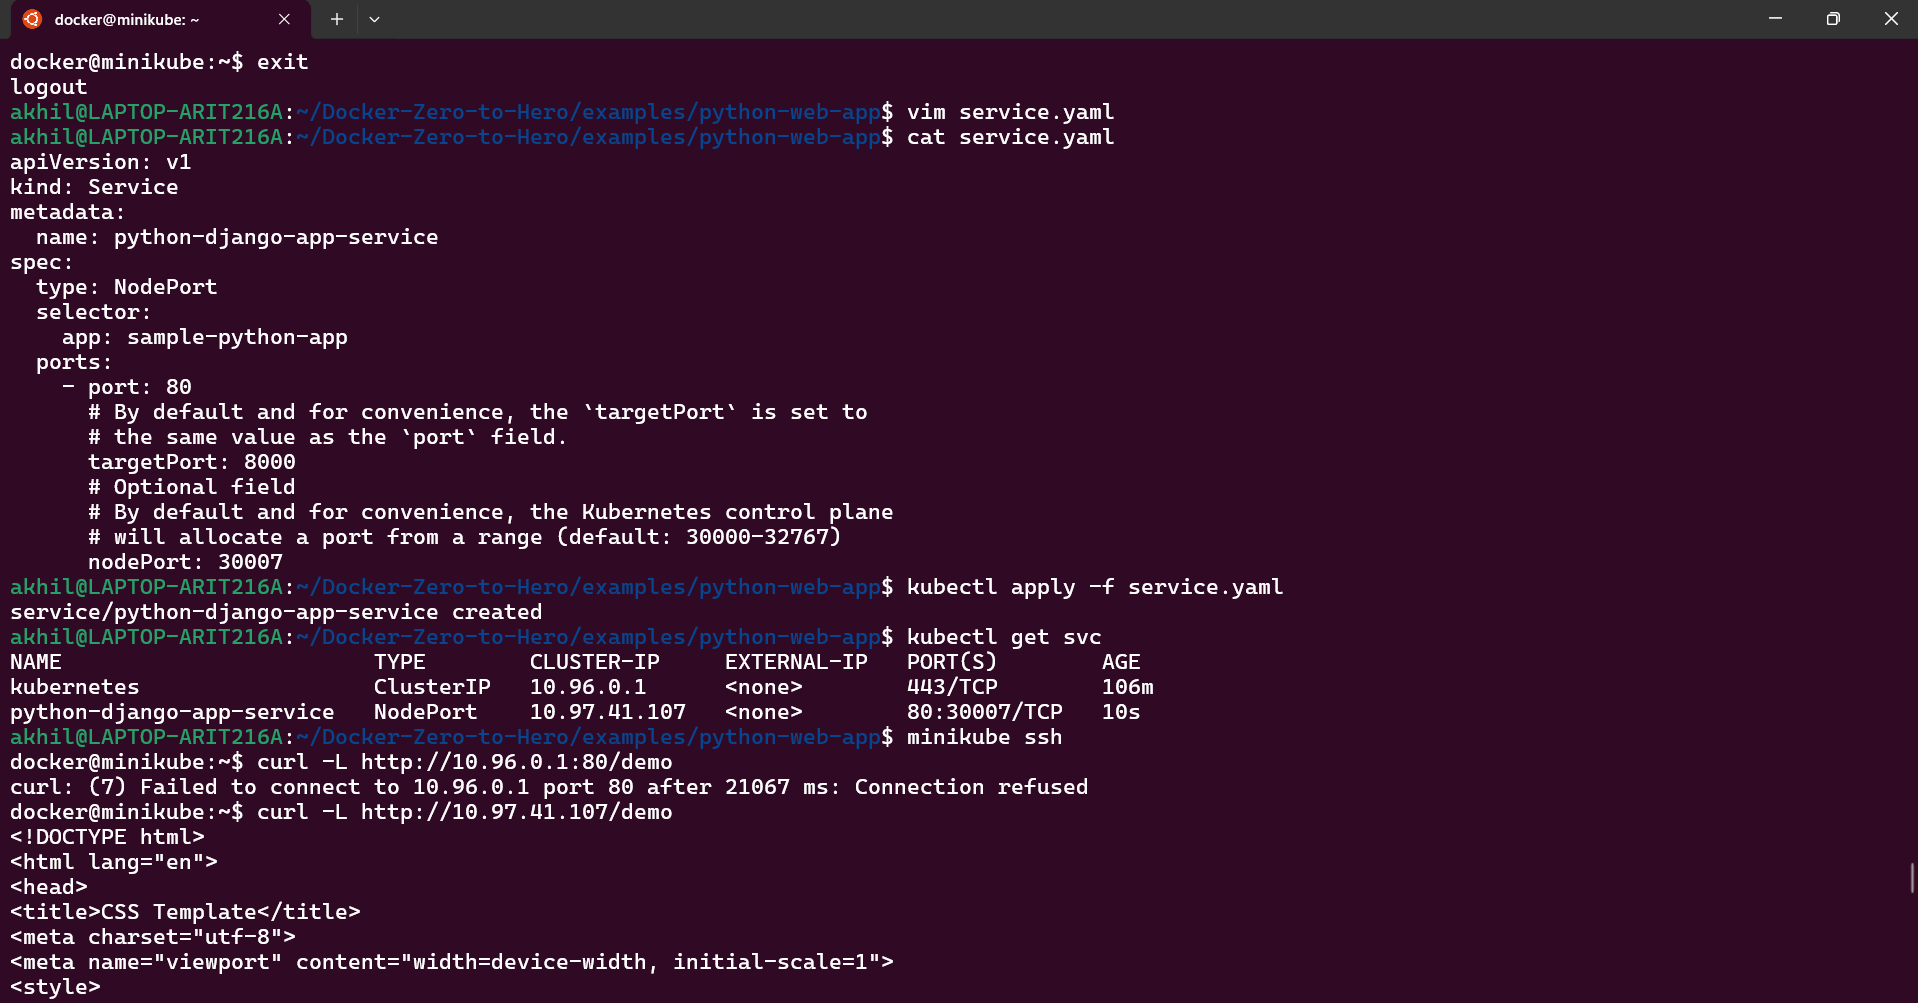 docker@minikube: ~
docker@minikube:~$ exit
logout
akhil@LAPTOP-ARIT216A:~/Docker-Zero-to-Hero/examples/python-web-app$ vim service.yaml
akhil@LAPTOP-ARIT216A:~/Docker-Zero-to-Hero/examples/python-web-app$ cat service.yaml
apiVersion: v1
kind: Service
metadata:
  name: python-django-app-service
spec:
  type: NodePort
  selector:
    app: sample-python-app
  ports:
    - port: 80
      # By default and for convenience, the `targetPort` is set to
      # the same value as the `port` field.
      targetPort: 8000
      # Optional field
      # By default and for convenience, the Kubernetes control plane
      # will allocate a port from a range (default: 30000-32767)
      nodePort: 30007
akhil@LAPTOP-ARIT216A:~/Docker-Zero-to-Hero/examples/python-web-app$ kubectl apply -f service.yaml
service/python-django-app-service created
akhil@LAPTOP-ARIT216A:~/Docker-Zero-to-Hero/examples/python-web-app$ kubectl get svc
NAME                        TYPE        CLUSTER-IP     EXTERNAL-IP   PORT(S)        AGE
kubernetes                  ClusterIP   10.96.0.1      <none>        443/TCP        106m
python-django-app-service   NodePort    10.97.41.107   <none>        80:30007/TCP   10s
akhil@LAPTOP-ARIT216A:~/Docker-Zero-to-Hero/examples/python-web-app$ minikube ssh
docker@minikube:~$ curl -L http://10.96.0.1:80/demo
curl: (7) Failed to connect to 10.96.0.1 port 80 after 21067 ms: Connection refused
docker@minikube:~$ curl -L http://10.97.41.107/demo
<!DOCTYPE html>
<html lang="en">
<head>
<title>CSS Template</title>
<meta charset="utf-8">
<meta name="viewport" content="width=device-width, initial-scale=1">
<style>